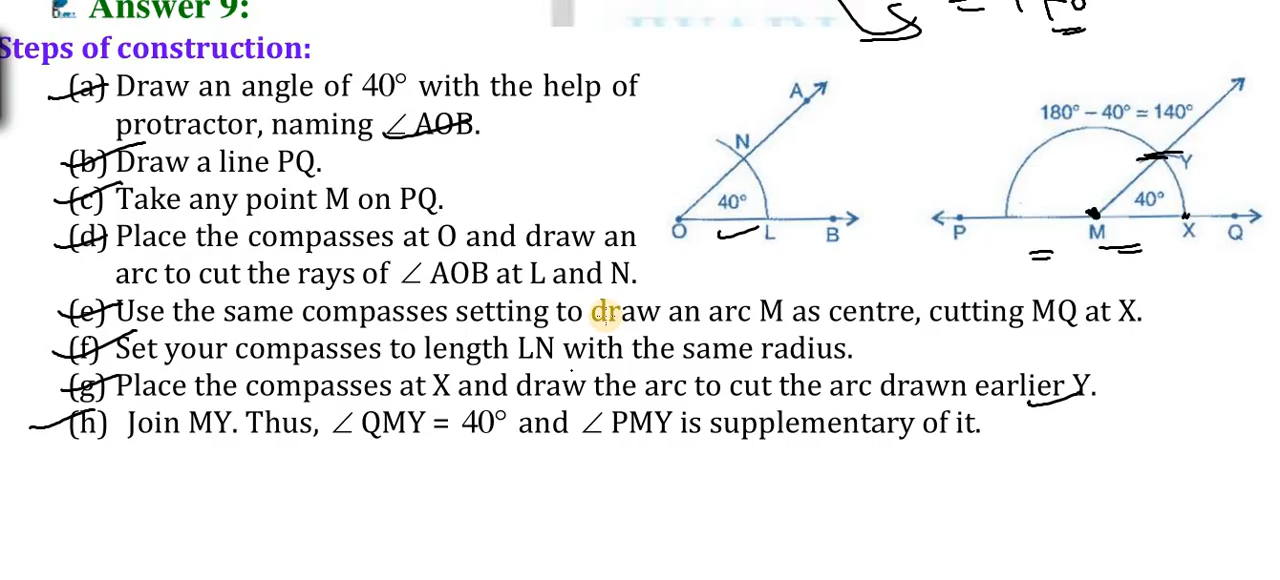 Answer 9:
Steps of construction:
(a) Draw an angle of 40° with the help of
protractor, naming ∠AOB.
(b) Draw a line PQ.
(c) Take any point M on PQ.
(d) Place the compasses at O and draw an
arc to cut the rays of ∠ AOB at L and N.
(e) Use the same compasses setting to draw an arc M as centre, cutting MQ at X.
(f) Set your compasses to length LN with the same radius.
(g) Place the compasses at X and draw the arc to cut the arc drawn earlier Y.
(h) Join MY. Thus, ∠ QMY = 40° and ∠ PMY is supplementary of it.
A
N
40°
O L B
180° – 40° = 140°
Y
40°
P M X Q